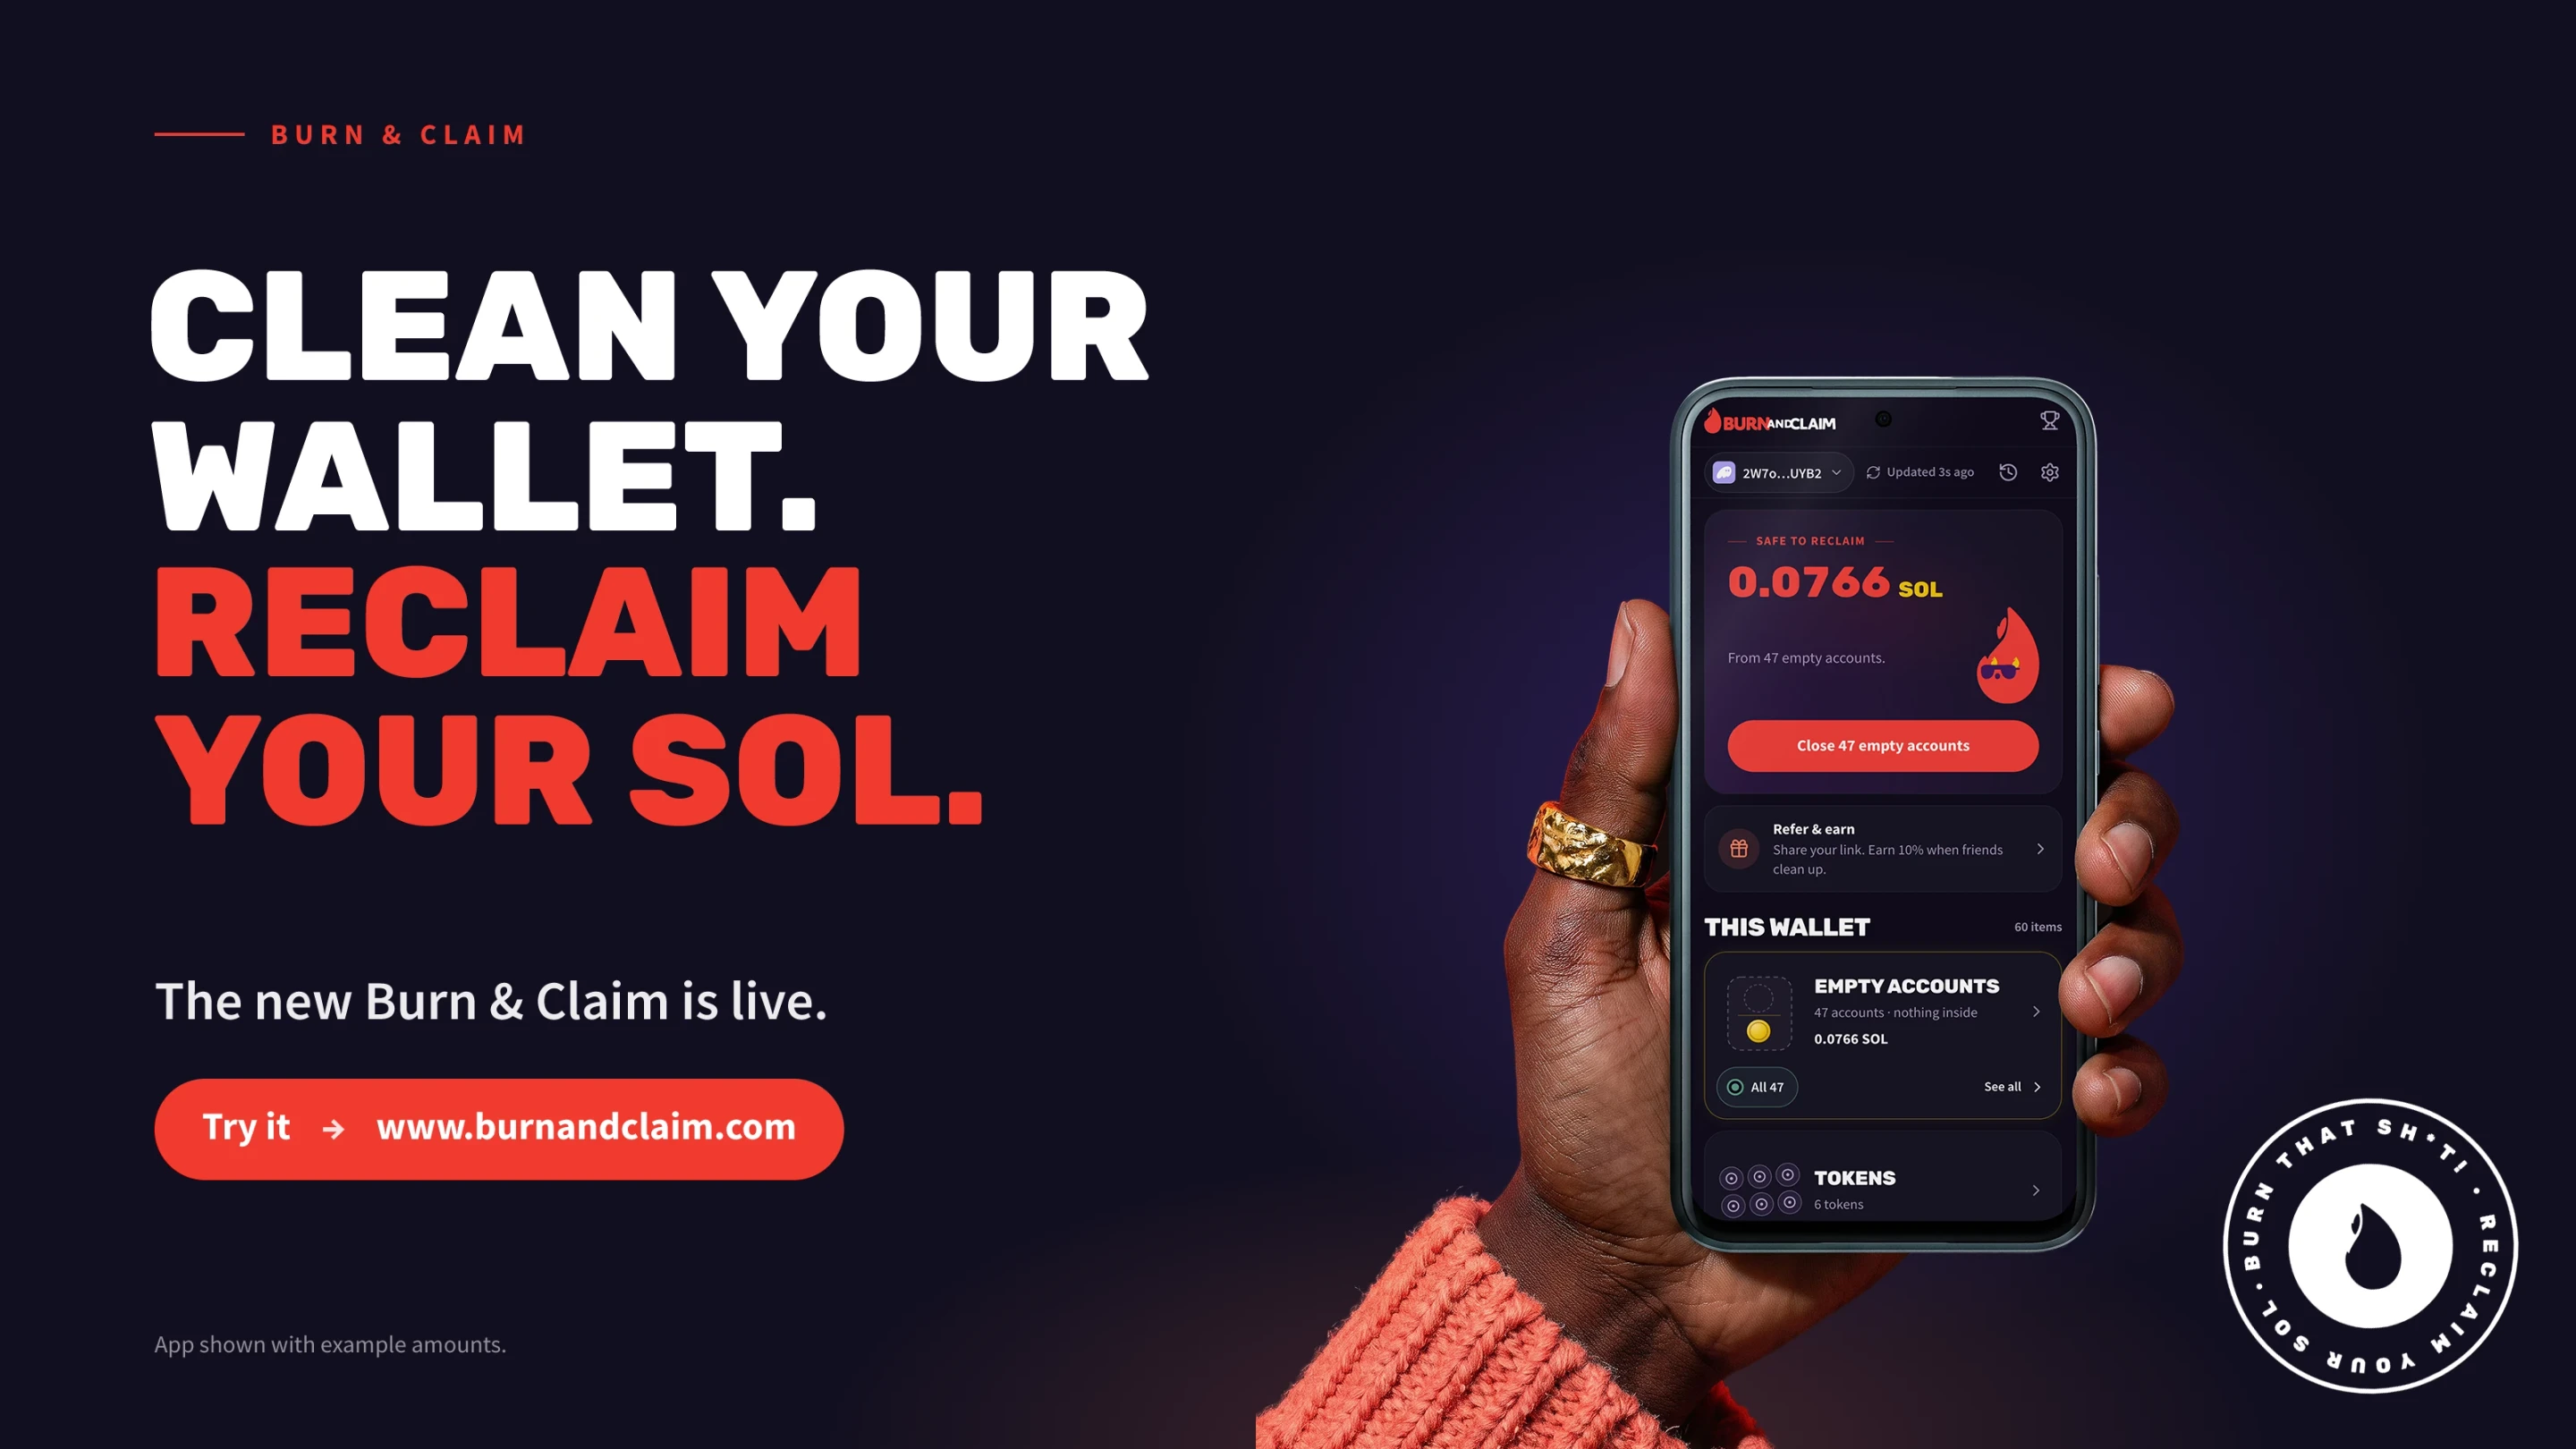 BURN & CLAIM
CLEAN YOUR
WALLET.
RECLAIM
YOUR SOL.
The new Burn & Claim is live.
Try it → www.burnandclaim.com
App shown with example amounts.
BURNANDCLAIM
2W7o...UYB2
Updated 3s ago
SAFE TO RECLAIM
0.0766 SOL
From 47 empty accounts.
Close 47 empty accounts
Refer & earn
Share your link. Earn 10% when friends
clean up.
THIS WALLET
60 items
EMPTY ACCOUNTS
47 accounts · nothing inside
0.0766 SOL
All 47
See all
TOKENS
6 tokens
BURN THAT SH*T! · RECLAIM YOUR SOL ·